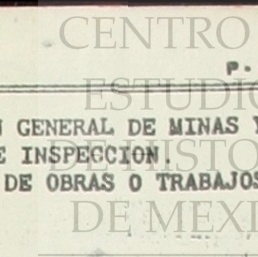 CENTRO
P.
ESTUDIO
N GENERAL DE MINAS Y
E INSPECCION.
DE HISTO
DE OBRAS O TRABAJOS
DE MEXI